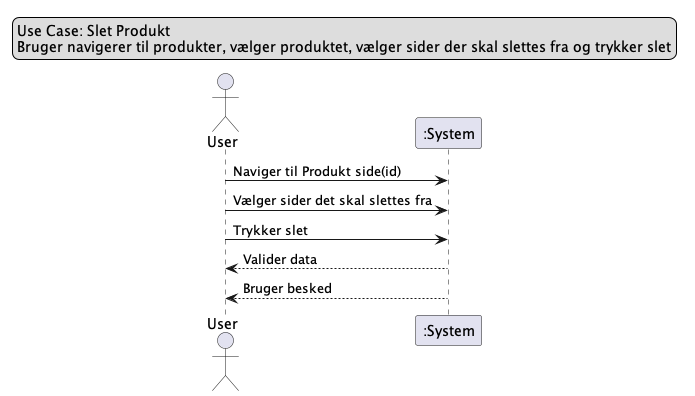 Use Case: Slet Produkt
Bruger navigerer til produkter, vælger produktet, vælger sider der skal slettes fra og trykker slet
User
:System
Naviger til Produkt side(id)
Vælger sider det skal slettes fra
Trykker slet
Valider data
Bruger besked
User
:System